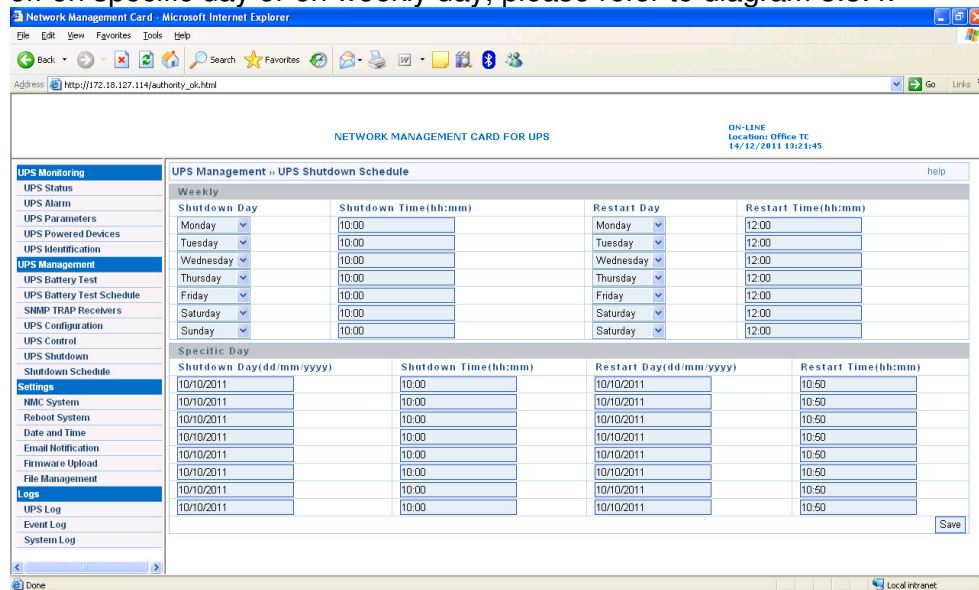 off on specific day or on weekly day, please refer to diagram
Network Management Card - Microsoft Internet Explorer
File Edit View Favorites Tools Help
Back Search Favorites
Address http://172.18.127.114/authority_ok.html Go Links
NETWORK MANAGEMENT CARD FOR UPS
ON-LINE
Location: Office TC
14/12/2011 13:21:45
UPS Monitoring
UPS Status
UPS Alarm
UPS Parameters
UPS Powered Devices
UPS Identification
UPS Management
UPS Battery Test
UPS Battery Test Schedule
SNMP TRAP Receivers
UPS Configuration
UPS Control
UPS Shutdown
Shutdown Schedule
Settings
NMC System
Reboot System
Date and Time
Email Notification
Firmware Upload
File Management
Logs
UPS Log
Event Log
System Log
UPS Management » UPS Shutdown Schedule help
Weekly
Shutdown Day Shutdown Time(hh:mm) Restart Day Restart Time(hh:mm)
Monday 10:00 Monday 12:00
Tuesday 10:00 Tuesday 12:00
Wednesday 10:00 Wednesday 12:00
Thursday 10:00 Thursday 12:00
Friday 10:00 Friday 12:00
Saturday 10:00 Saturday 12:00
Sunday 10:00 Saturday 12:00
Specific Day
Shutdown Day(dd/mm/yyyy) Shutdown Time(hh:mm) Restart Day(dd/mm/yyyy) Restart Time(hh:mm)
10/10/2011 10:00 10/10/2011 10:50
10/10/2011 10:00 10/10/2011 10:50
10/10/2011 10:00 10/10/2011 10:50
10/10/2011 10:00 10/10/2011 10:50
10/10/2011 10:00 10/10/2011 10:50
10/10/2011 10:00 10/10/2011 10:50
10/10/2011 10:00 10/10/2011 10:50
10/10/2011 10:00 10/10/2011 10:50
Save
Done Local intranet